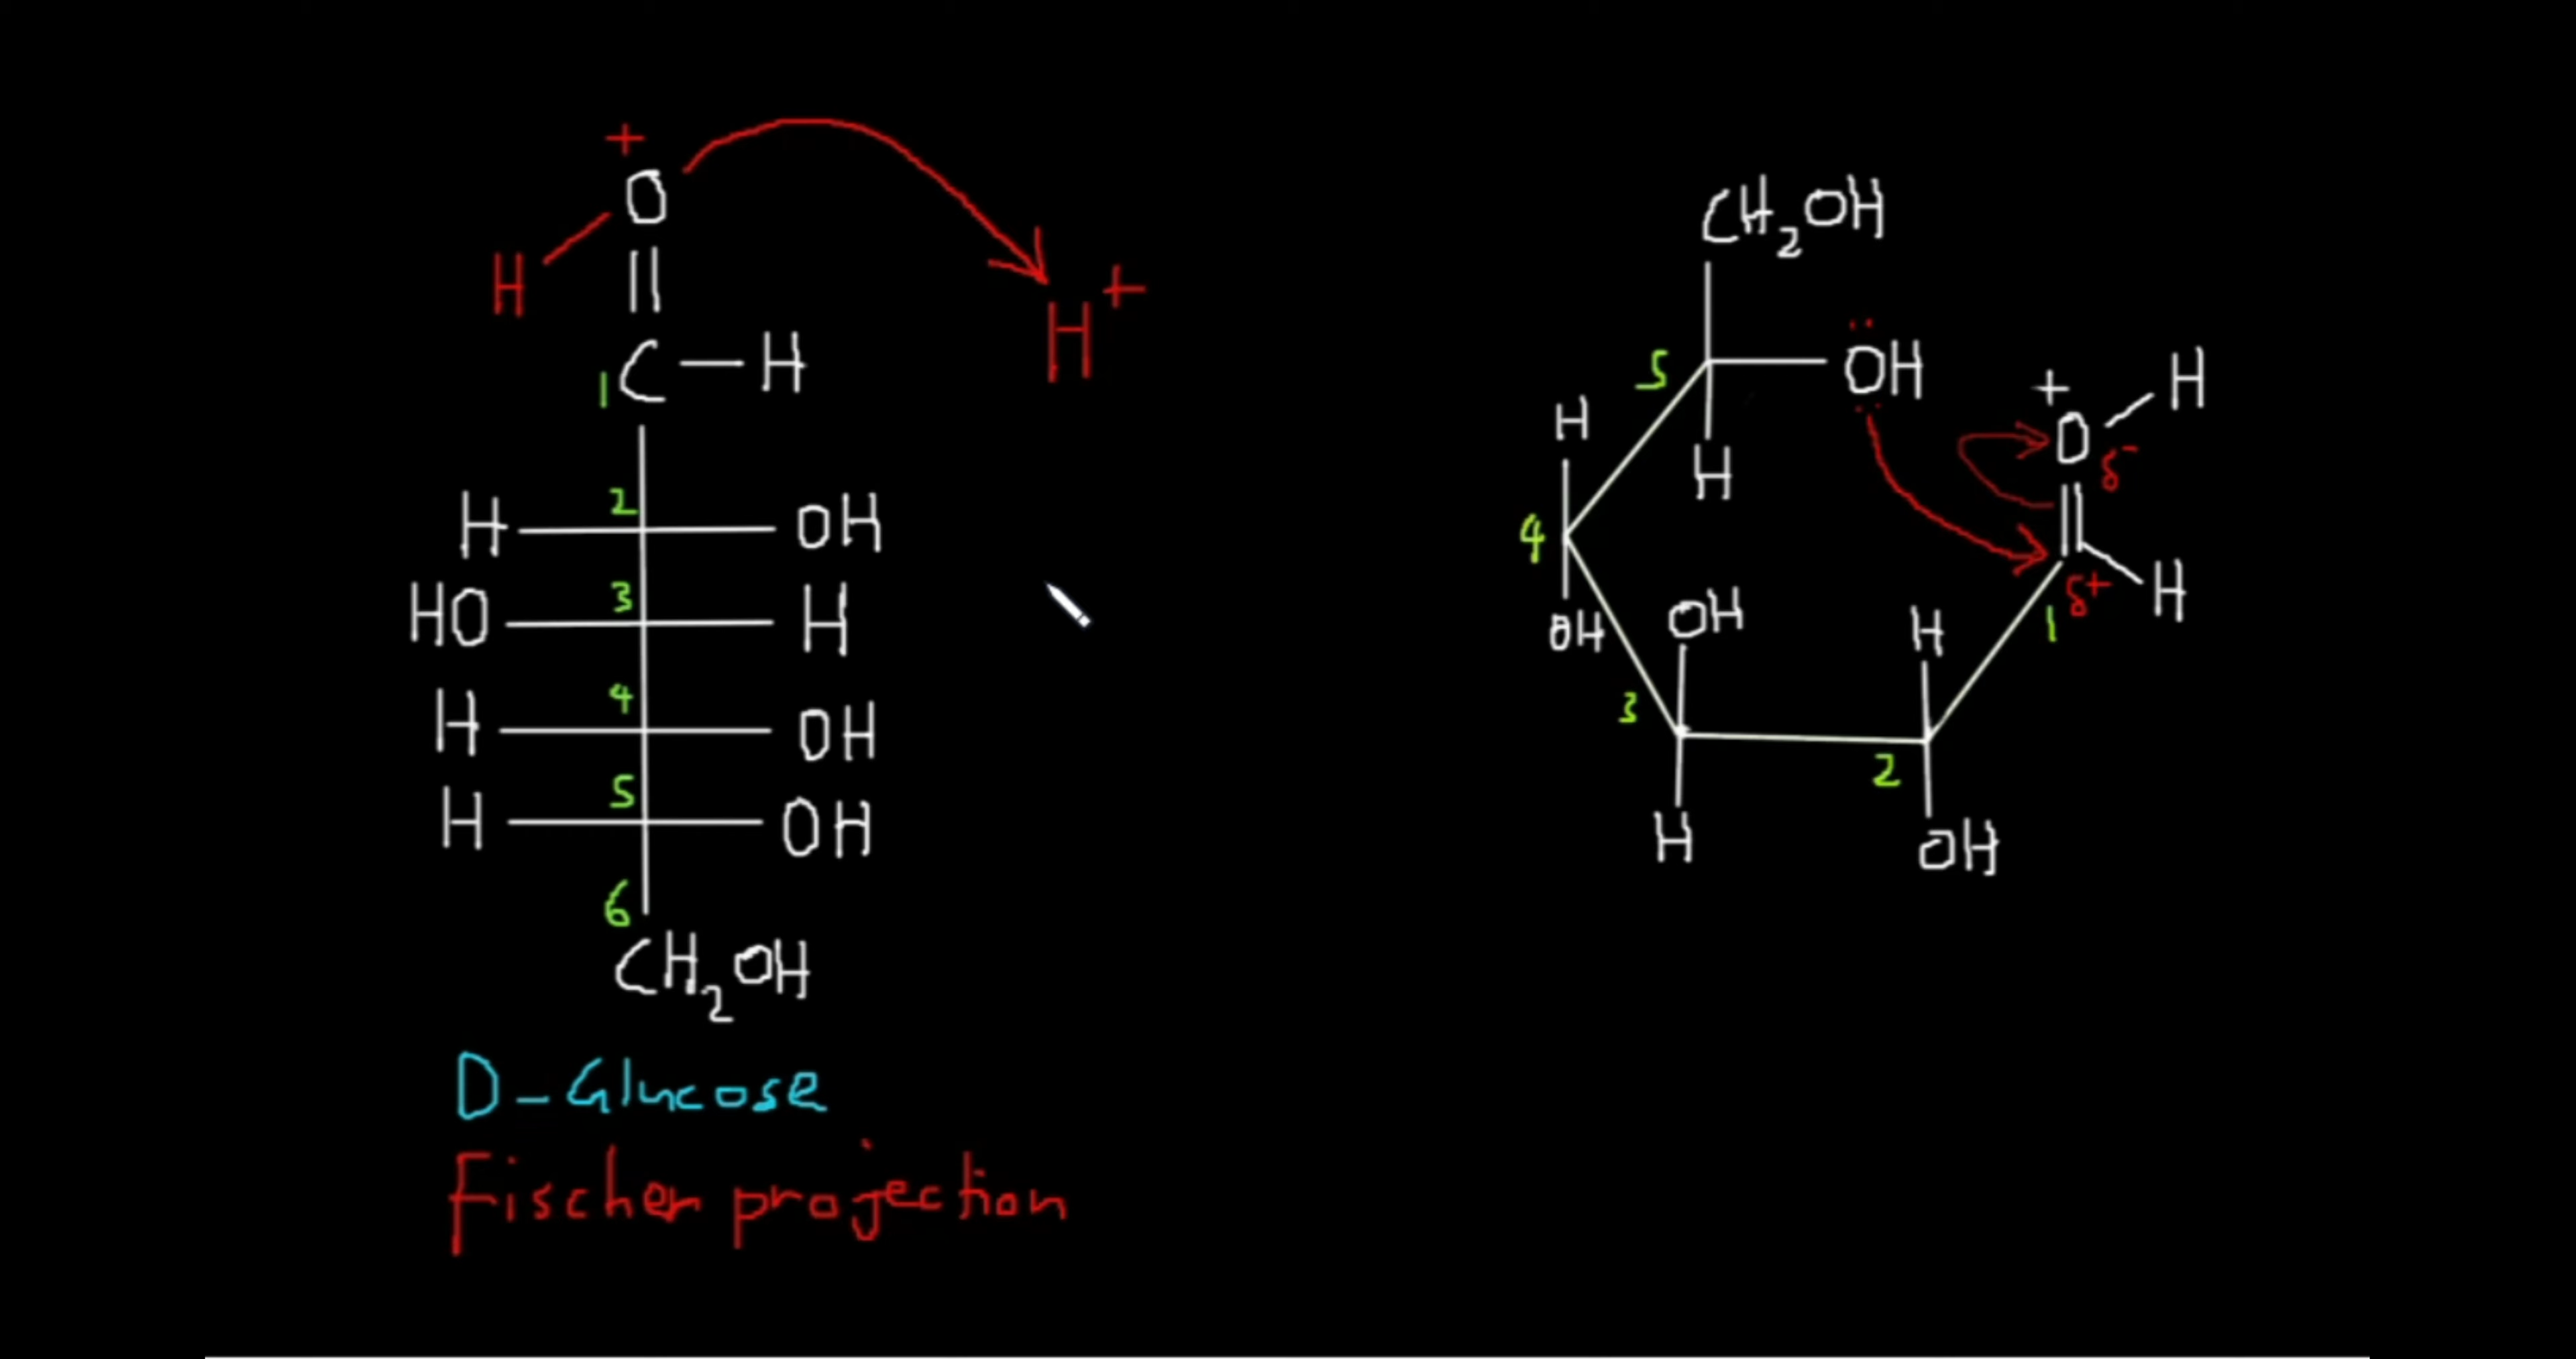 +
O
H
H+
1 C - H
2
H OH
3
HO H
4
H OH
5
H OH
6
CH2OH
D-Glucose
Fischer projection
CH2OH
5 OH
H
H
+
O H
δ-
4
OH
δ+ H
1
OH
H
3
2
H
OH